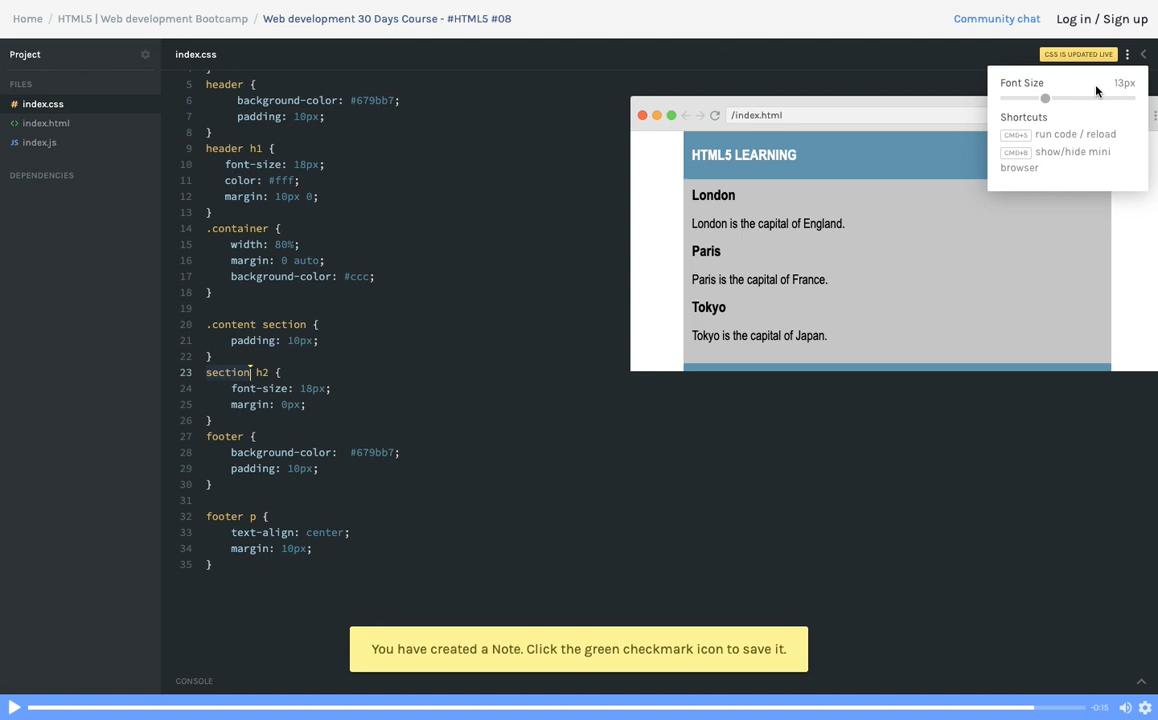 Home / HTML5 | Web development Bootcamp / Web development 30 Days Course - #HTML5 #08
Community chat Log in / Sign up
Project
index.css
CSS IS UPDATED LIVE
FILES
index.css
index.html
index.js
DEPENDENCIES
5 header {
6 background-color: #679bb7;
7 padding: 10px;
8 }
9 header h1 {
10 font-size: 18px;
11 color: #fff;
12 margin: 10px 0;
13 }
14 .container {
15 width: 80%;
16 margin: 0 auto;
17 background-color: #ccc;
18 }
19
20 .content section {
21 padding: 10px;
22 }
23 section h2 {
24 font-size: 18px;
25 margin: 0px;
26 }
27 footer {
28 background-color: #679bb7;
29 padding: 10px;
30 }
31
32 footer p {
33 text-align: center;
34 margin: 10px;
35 }
/index.html
HTML5 LEARNING
London
London is the capital of England.
Paris
Paris is the capital of France.
Tokyo
Tokyo is the capital of Japan.
Font Size 13px
Shortcuts
CMD+S run code / reload
CMD+B show/hide mini
browser
You have created a Note. Click the green checkmark icon to save it.
CONSOLE
-0:15